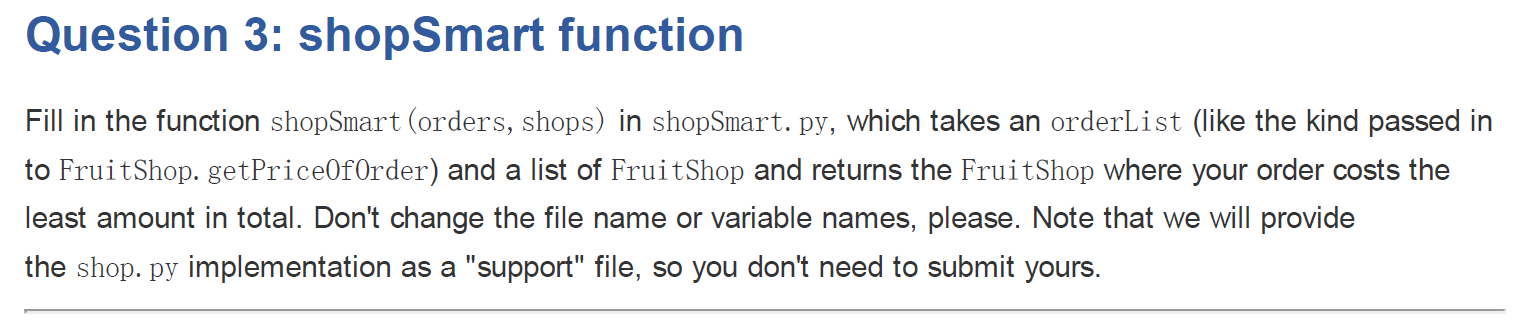 Question 3: shopSmart function
Fill in the function shopSmart(orders, shops) in shopSmart.py, which takes an orderList (like the kind passed in
to FruitShop.getPriceOfOrder) and a list of FruitShop and returns the FruitShop where your order costs the
least amount in total. Don't change the file name or variable names, please. Note that we will provide
the shop.py implementation as a "support" file, so you don't need to submit yours.